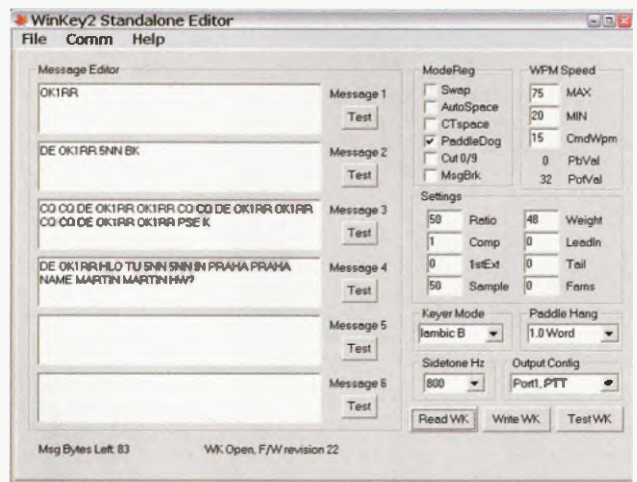 WinKey2 Standalone Editor
File Comm Help
Message Editor
OK1RR
Message 1
Test
DE OK1RR 5NN BK
Message 2
Test
CQ CQ DE OK1RR OK1RR CQ CQ DE OK1RR OK1RR
CQ CQ DE OK1RR OK1RR PSE K
Message 3
Test
DE OK1RR HLO TU 5NN 5NN IN PRAHA PRAHA
NAME MARTIN MARTIN HW?
Message 4
Test
Message 5
Test
Message 6
Test
Msg Bytes Left: 83 WK Open, F/W revision 22
ModeReg
Swap
AutoSpace
CTspace
PaddleDog
Cut 0/9
MsgBrk
WPM Speed
75 MAX
20 MIN
15 CmdWpm
0 PbVal
32 PotVal
Settings
50 Ratio 48 Weight
1 Comp 0 LeadIn
0 1stExt 0 Tail
50 Sample 0 Farns
Keyer Mode Paddle Hang
Iambic B 1.0 Word
Sidetone Hz Output Config
800 Port1, PTT
Read WK Write WK Test WK